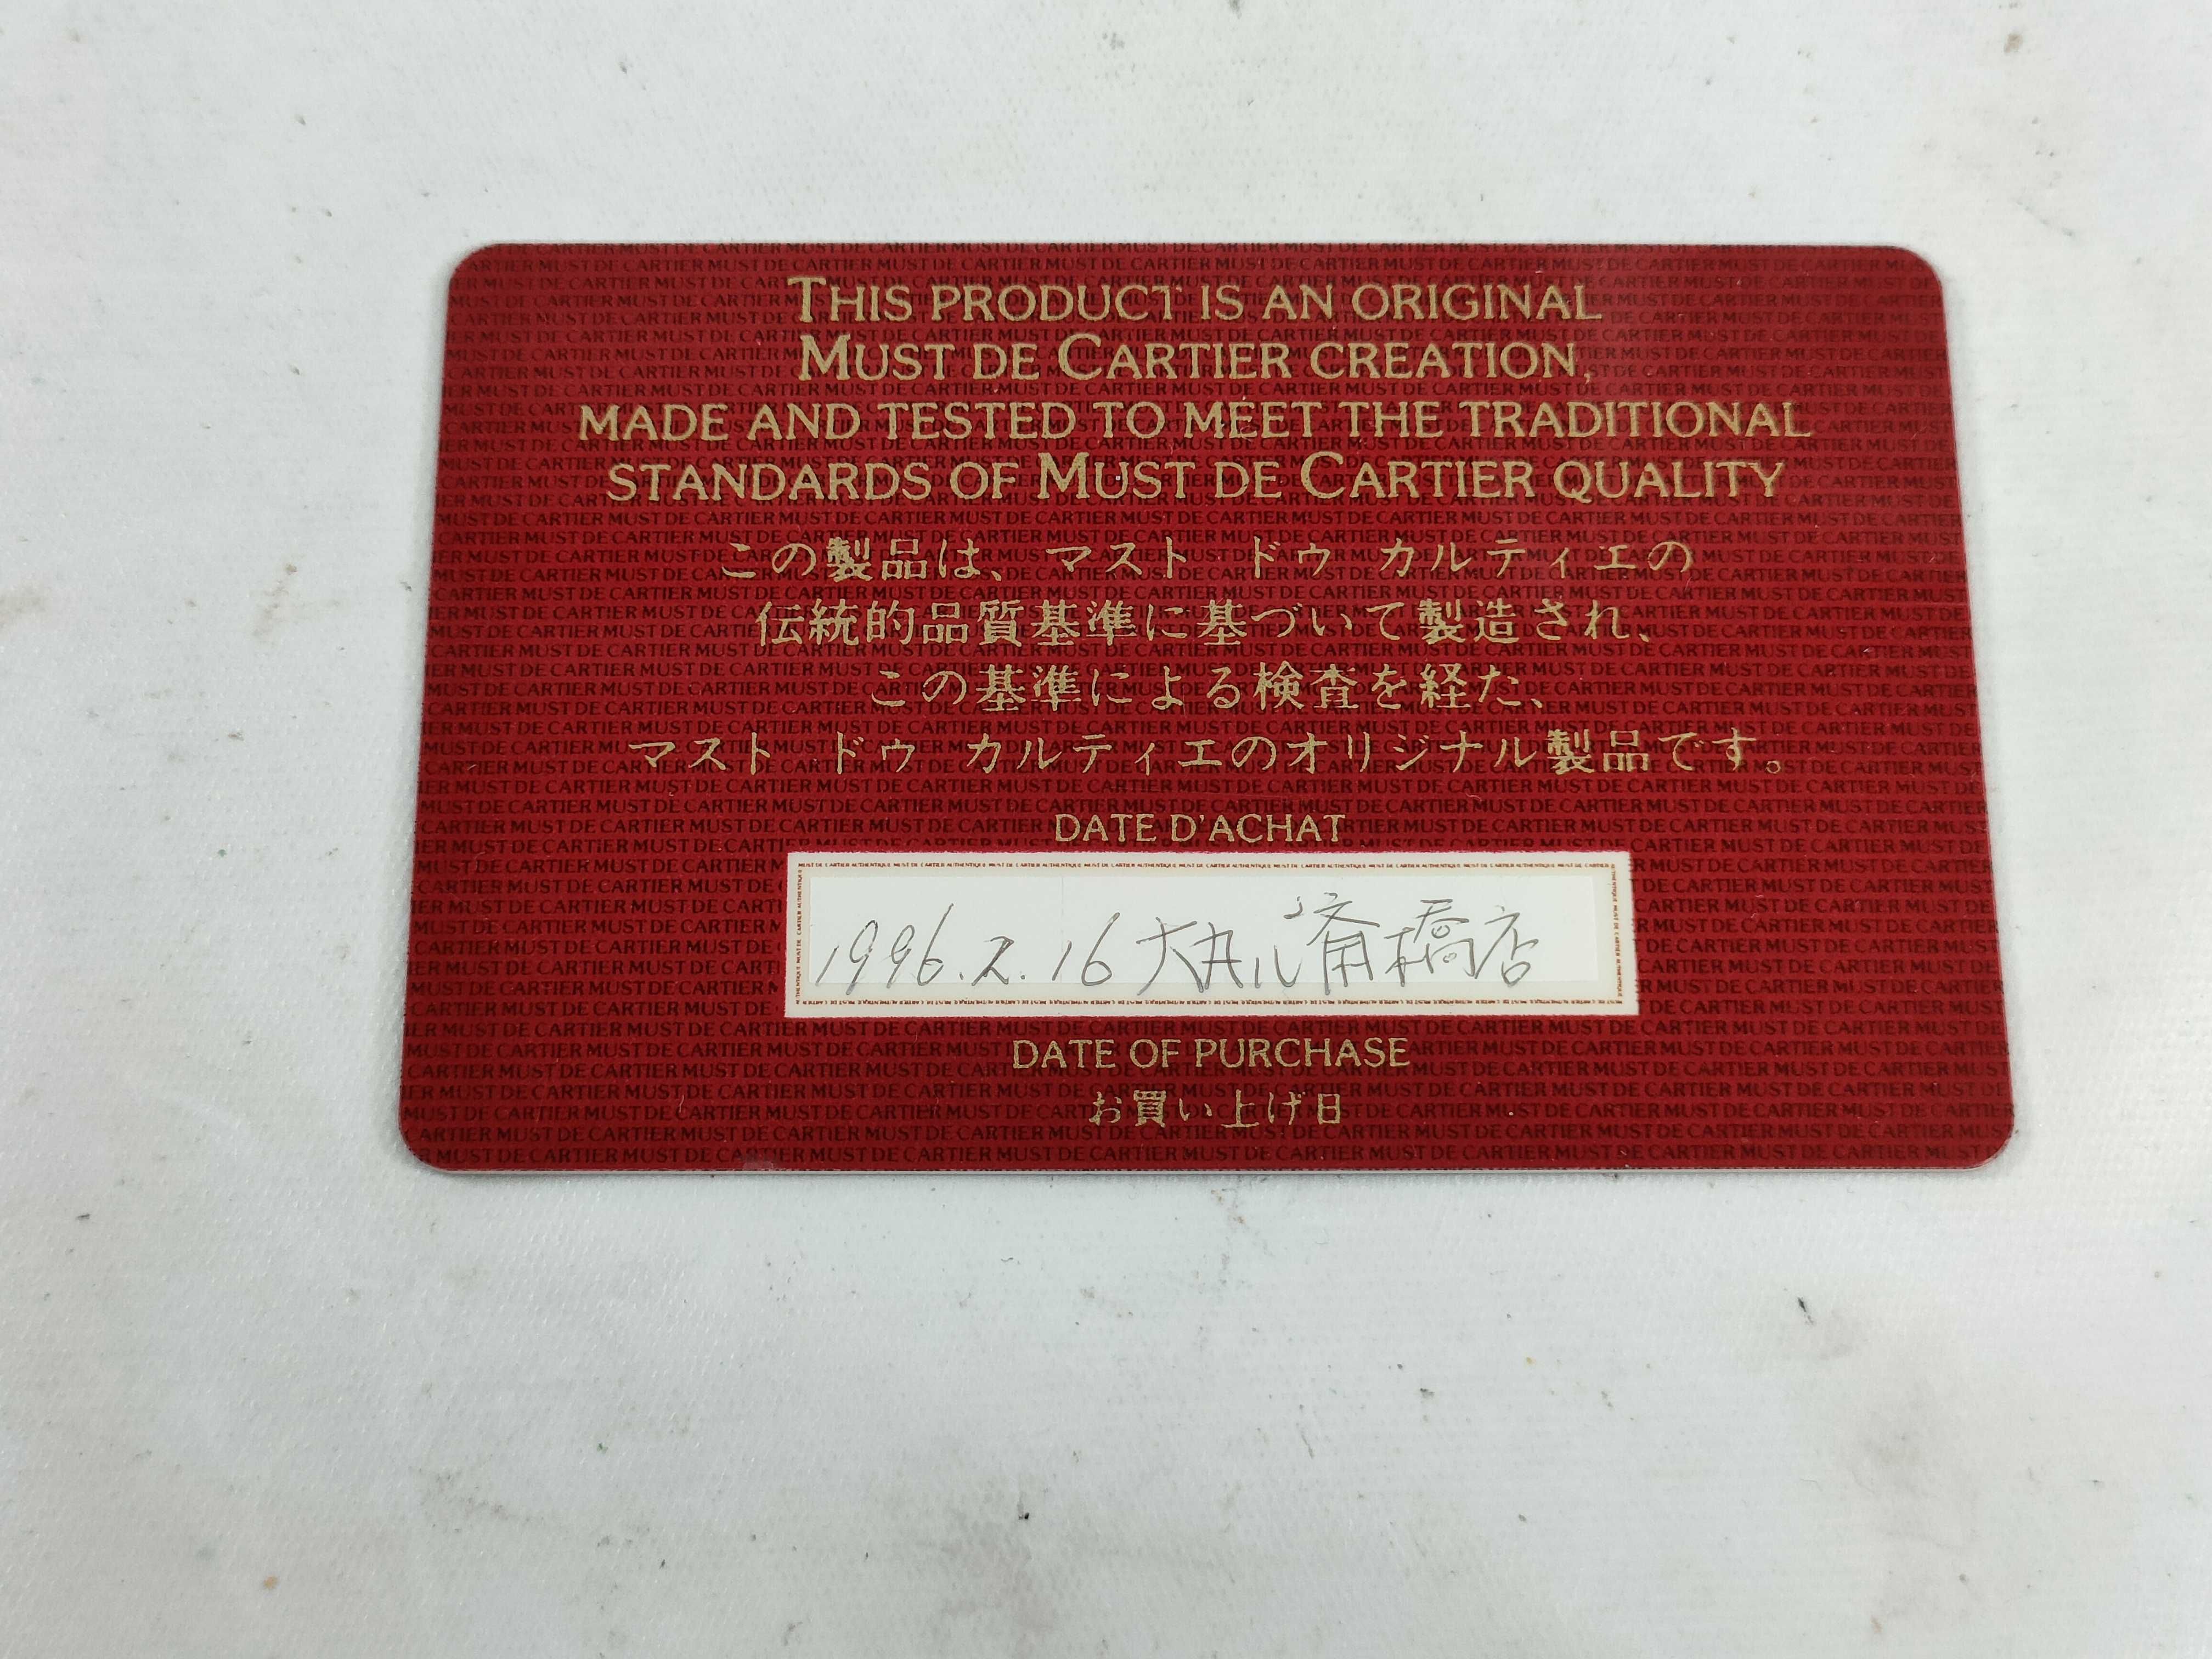 THIS PRODUCT IS AN ORIGINAL
MUST DE CARTIER CREATION,
MADE AND TESTED TO MEET THE TRADITIONAL
STANDARDS OF MUST DE CARTIER QUALITY
この製品は、マスト ドゥ カルティエの
伝統的品質基準に基づいて製造され、
この基準による検査を経た、
マスト ドゥ カルティエのオリジナル製品です。
DATE D'ACHAT
1996.2.16 大丸心斎橋店
DATE OF PURCHASE
お買い上げ日